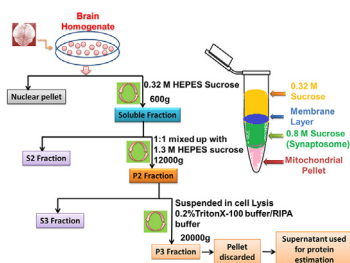 Brain
Homogenate
0.32 M HEPES Sucrose
600g
Nuclear pellet
Soluble Fraction
1:1 mixed up with
1.3 M HEPES sucrose
12000g
S2 Fraction
P2 Fraction
Suspended in cell Lysis
0.2%TritonX-100 buffer/RIPA
buffer
20000g
S3 Fraction
P3 Fraction
Pellet
discarded
Supernatant used
for protein
estimation
0.32 M
Sucrose
Membrane
Layer
0.8 M Sucrose
(Synaptosome)
Mitochondrial
Pellet